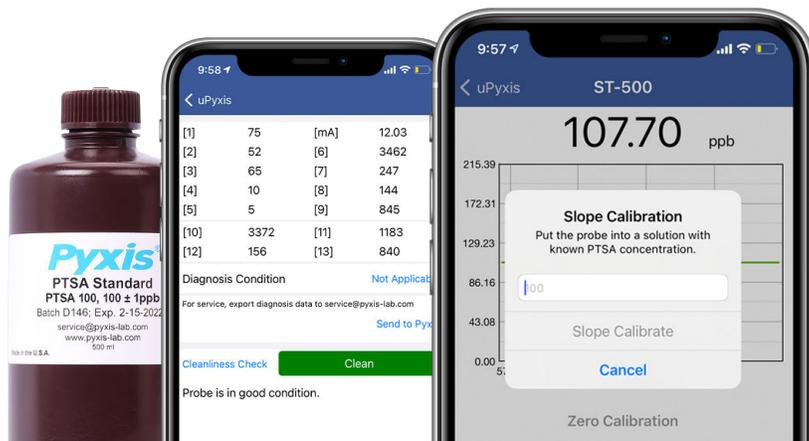 Pyxis
PTSA Standard
PTSA 100, 100 ± 1ppb
Batch D146; Exp. 2-15-2022
service@pyxis-lab.com
www.pyxis-lab.com
500 ml
Made in the U.S.A.
9:58
uPyxis
[1] 75 [mA] 12.03
[2] 52 [6] 3462
[3] 65 [7] 247
[4] 10 [8] 144
[5] 5 [9] 845
[10] 3372 [11] 1183
[12] 156 [13] 840
Diagnosis Condition Not Applicab
For service, export diagnosis data to service@pyxis-lab.com
Send to Pyx
Cleanliness Check Clean
Probe is in good condition.
9:57
uPyxis ST-500
107.70 ppb
215.39
172.31
129.23
86.16
43.08
0.00
57
Slope Calibration
Put the probe into a solution with
known PTSA concentration.
100
Slope Calibrate
Cancel
Zero Calibration